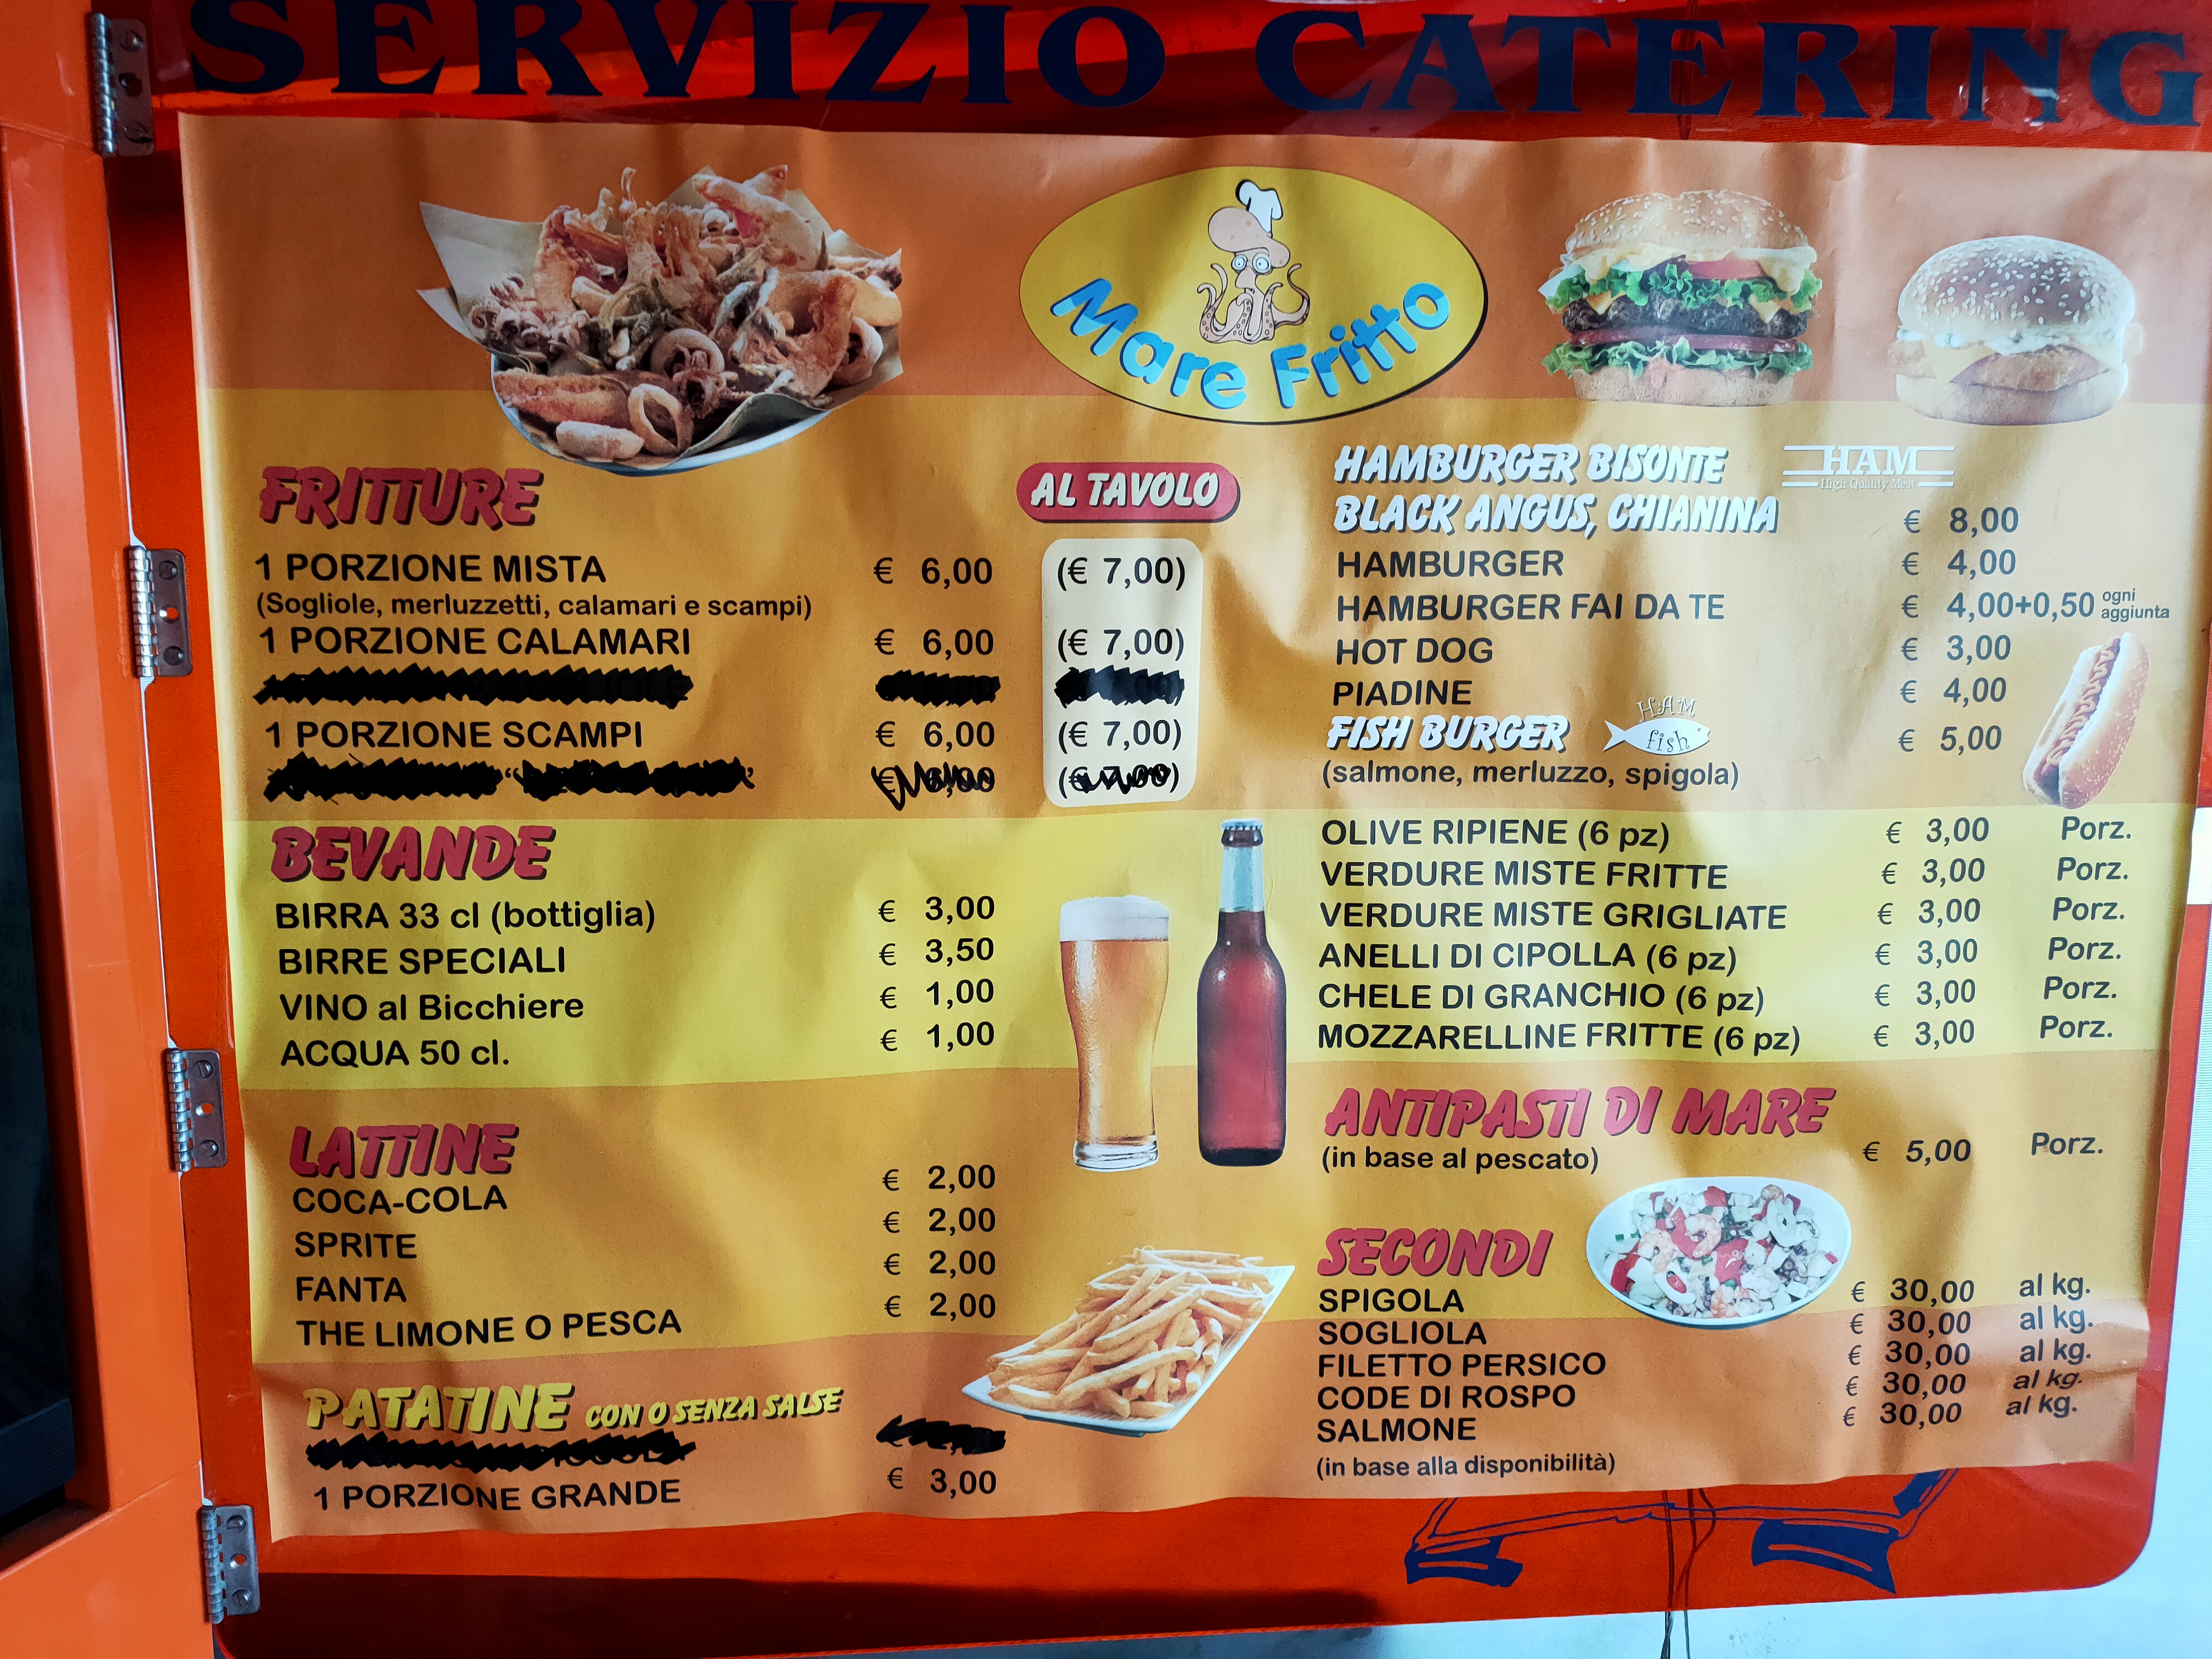 SERVIZIO CATERING
Mare Fritto
FRITTURE
AL TAVOLO
1 PORZIONE MISTA € 6,00 (€ 7,00)
(Sogliole, merluzzetti, calamari e scampi)
1 PORZIONE CALAMARI € 6,00 (€ 7,00)
1 PORZIONE SCAMPI € 6,00 (€ 7,00)
€ 6,00 (€ 7,00)
BEVANDE
BIRRA 33 cl (bottiglia) € 3,00
BIRRE SPECIALI € 3,50
VINO al Bicchiere € 1,00
ACQUA 50 cl. € 1,00
LATTINE
COCA-COLA € 2,00
SPRITE € 2,00
FANTA € 2,00
THE LIMONE O PESCA € 2,00
PATATINE CON O SENZA SALSE
1 PORZIONE GRANDE € 3,00
HAMBURGER BISONTE
HAM
High Quality Meat
BLACK ANGUS, CHIANINA € 8,00
HAMBURGER € 4,00
HAMBURGER FAI DA TE € 4,00+0,50 ogni aggiunta
HOT DOG € 3,00
PIADINE € 4,00
FISH BURGER HAM fish € 5,00
(salmone, merluzzo, spigola)
OLIVE RIPIENE (6 pz) € 3,00 Porz.
VERDURE MISTE FRITTE € 3,00 Porz.
VERDURE MISTE GRIGLIATE € 3,00 Porz.
ANELLI DI CIPOLLA (6 pz) € 3,00 Porz.
CHELE DI GRANCHIO (6 pz) € 3,00 Porz.
MOZZARELLINE FRITTE (6 pz) € 3,00 Porz.
ANTIPASTI DI MARE
(in base al pescato) € 5,00 Porz.
SECONDI
SPIGOLA € 30,00 al kg.
SOGLIOLA € 30,00 al kg.
FILETTO PERSICO € 30,00 al kg.
CODE DI ROSPO € 30,00 al kg.
SALMONE € 30,00 al kg.
(in base alla disponibilità)